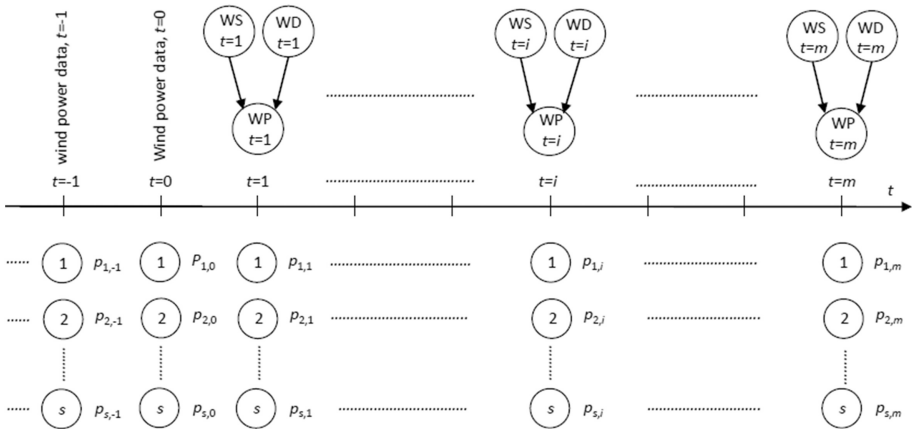 wind power data, t=-1
Wind power data, t=0
WS t=1
WD t=1
WP t=1
WS t=i
WD t=i
WP t=i
WS t=m
WD t=m
WP t=m
t=-1 t=0 t=1 t=i t=m t
1 p1,-1 1 P1,0 1 p1,1 1 p1,i 1 p1,m
2 p2,-1 2 p2,0 2 p2,1 2 p2,i 2 p2,m
s ps,-1 s ps,0 s ps,1 s ps,i s ps,m